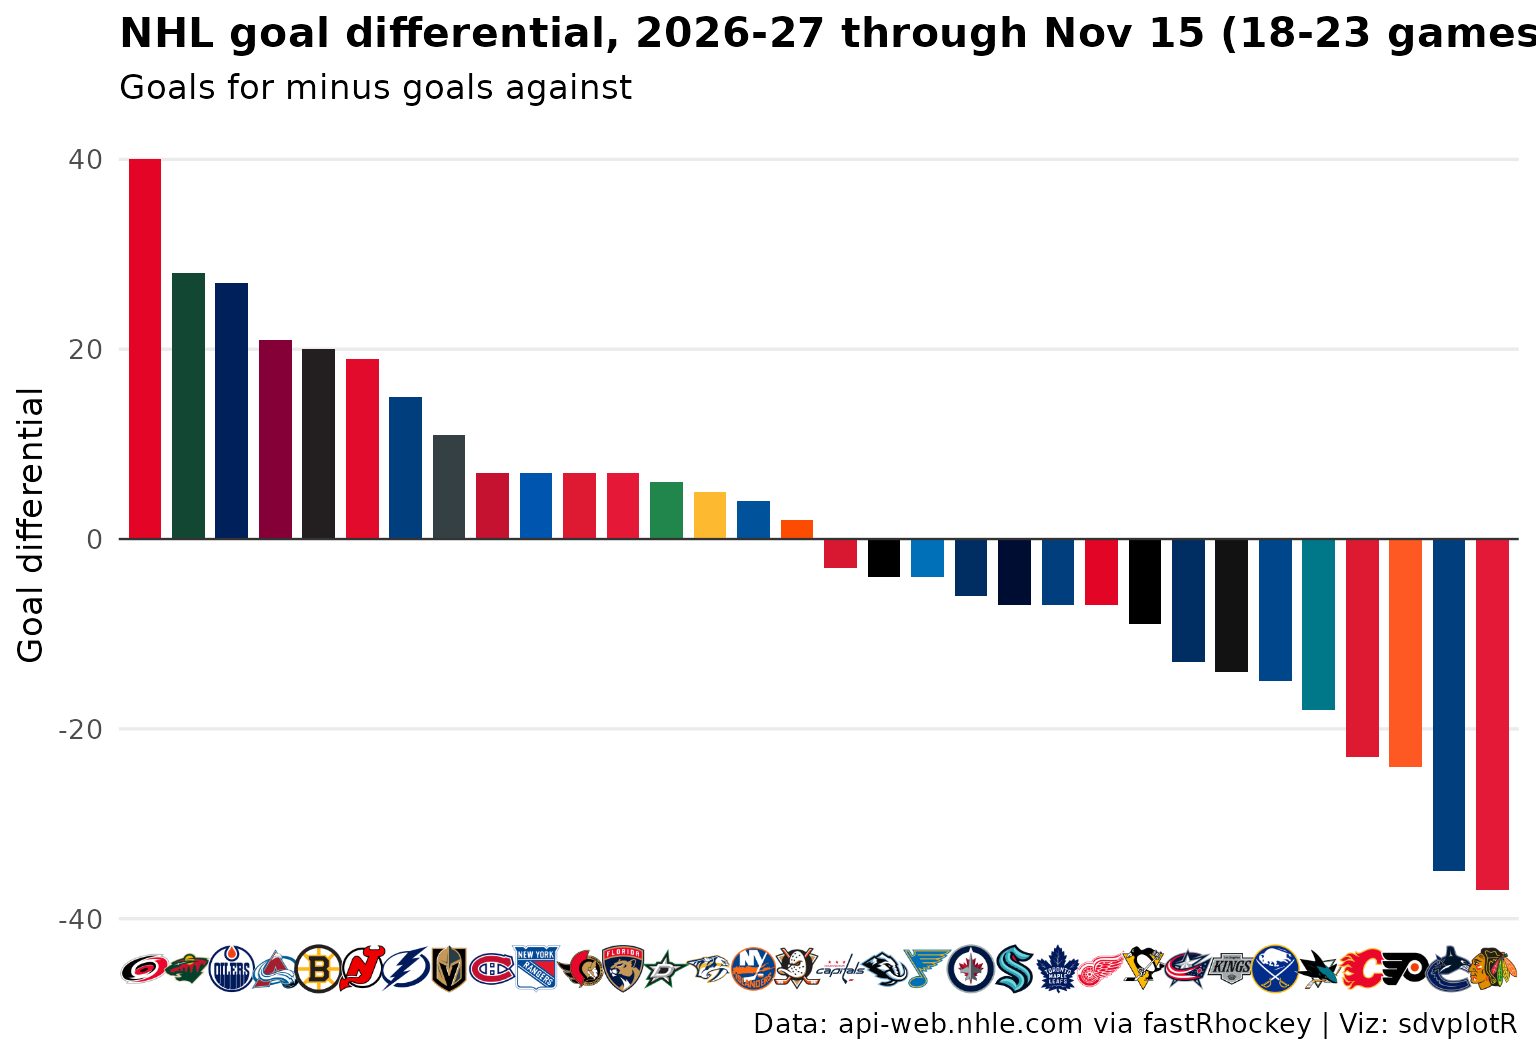 NHL goal differential, 2026-27 through Nov 15 (18-23 games
Goals for minus goals against
40
20
0
-20
-40
Goal differential
OILERS
B
NEW YORK
RANGERS
FLORIDA
NY
capitals
TORONTO
MAPLE
LEAFS
KINGS
Data: api-web.nhle.com via fastRhockey | Viz: sdvplotR